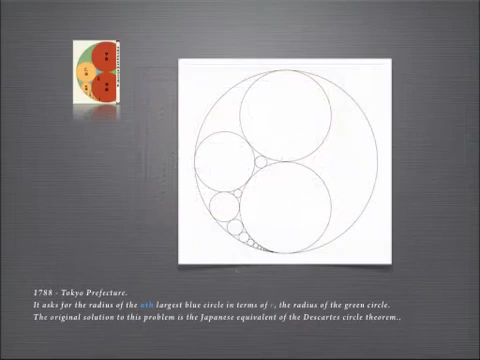 1788 - Tokyo Prefecture.
It asks for the radius of the nth largest blue circle in terms of r, the radius of the green circle.
The original solution to this problem is the Japanese equivalent of the Descartes circle theorem..